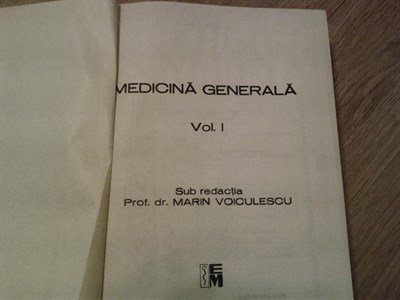 MEDICINĂ GENERALĂ
Vol. I
Sub redacția
Prof. dr. MARIN VOICULESCU
EM